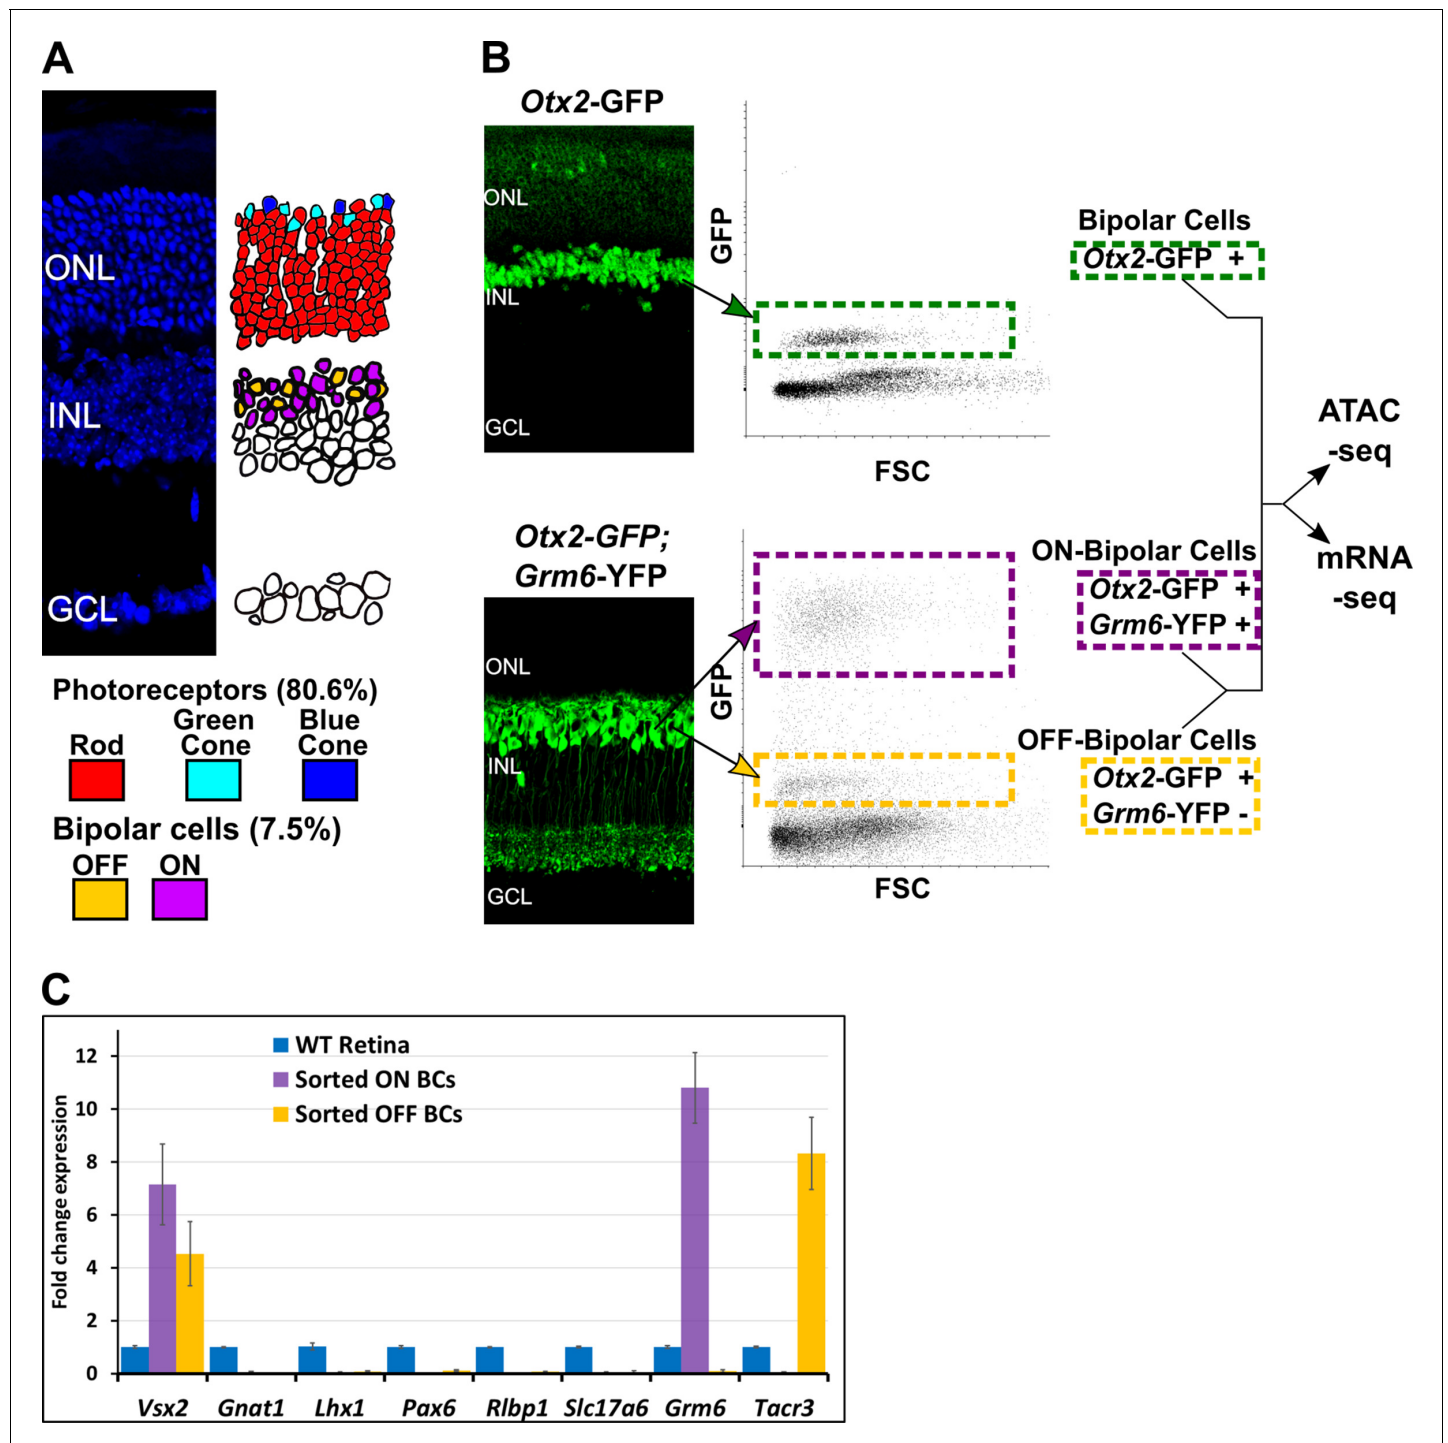 A
ONL
INL
GCL
Photoreceptors (80.6%)
Green Blue
Rod Cone Cone
Bipolar cells (7.5%)
OFF ON
B
Otx2-GFP
ONL
INL
GCL
GFP
FSC
Bipolar Cells
Otx2-GFP +
Otx2-GFP;
Grm6-YFP
ONL
INL
GCL
GFP
FSC
ON-Bipolar Cells
Otx2-GFP +
Grm6-YFP +
OFF-Bipolar Cells
Otx2-GFP +
Grm6-YFP -
ATAC
-seq
mRNA
-seq
C
WT Retina
Sorted ON BCs
Sorted OFF BCs
Fold change expression
12
10
8
6
4
2
0
Vsx2 Gnat1 Lhx1 Pax6 Rlbp1 Slc17a6 Grm6 Tacr3